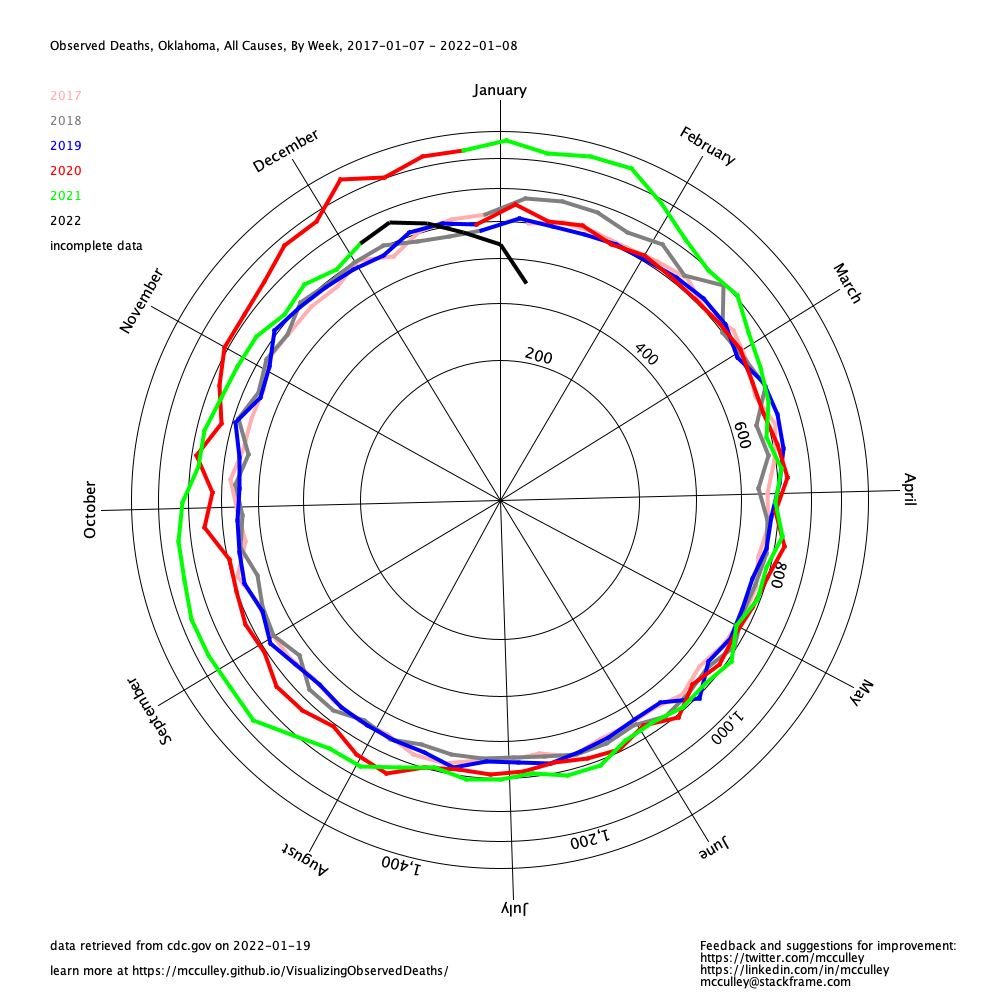 Observed Deaths, Oklahoma, All Causes, By Week, 2017-01-07 - 2022-01-08
2017
2018
2019
2020
2021
2022
incomplete data
January
February
March
April
May
June
July
August
September
October
November
December
200
400
600
800
1,000
1,200
1,400
data retrieved from cdc.gov on 2022-01-19
learn more at https://mcculley.github.io/VisualizingObservedDeaths/
Feedback and suggestions for improvement:
https://twitter.com/mcculley
https://linkedin.com/in/mcculley
mcculley@stackframe.com